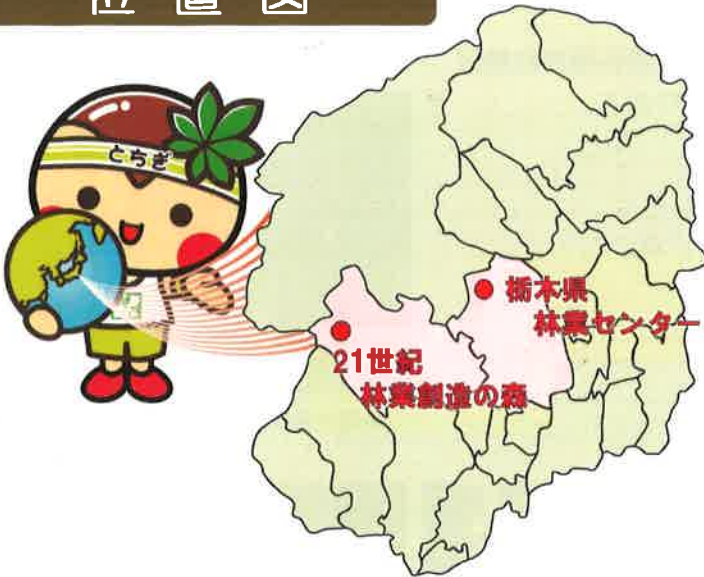 位置図
とちぎ
栃木県
林業センター
21世紀
林業創造の森